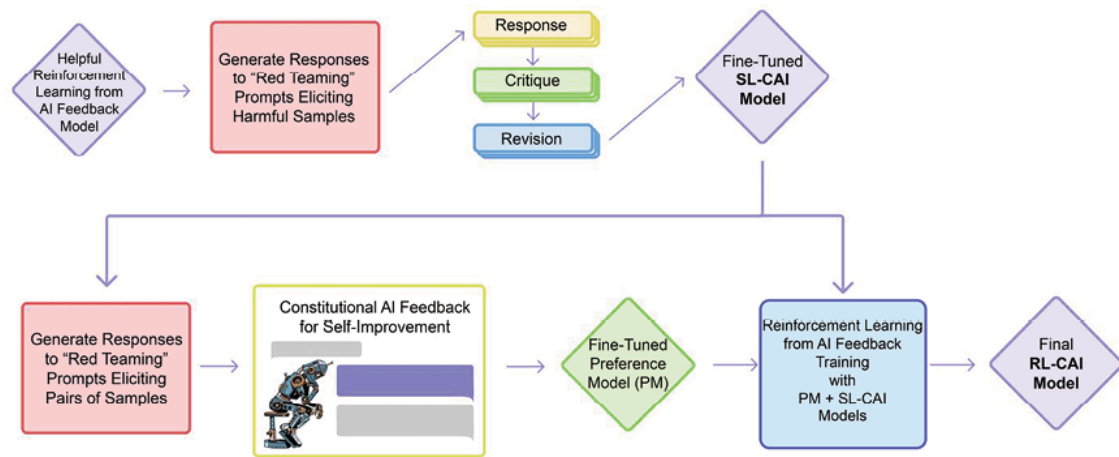 Helpful
Reinforcement
Learning from
AI Feedback
Model
Generate Responses
to “Red Teaming”
Prompts Eliciting
Harmful Samples
Response
Critique
Revision
Fine-Tuned
SL-CAI
Model
Generate Responses
to “Red Teaming”
Prompts Eliciting
Pairs of Samples
Constitutional AI Feedback
for Self-Improvement
Fine-Tuned
Preference
Model (PM)
Reinforcement Learning
from AI Feedback
Training
with
PM + SL-CAI
Models
Final
RL-CAI
Model